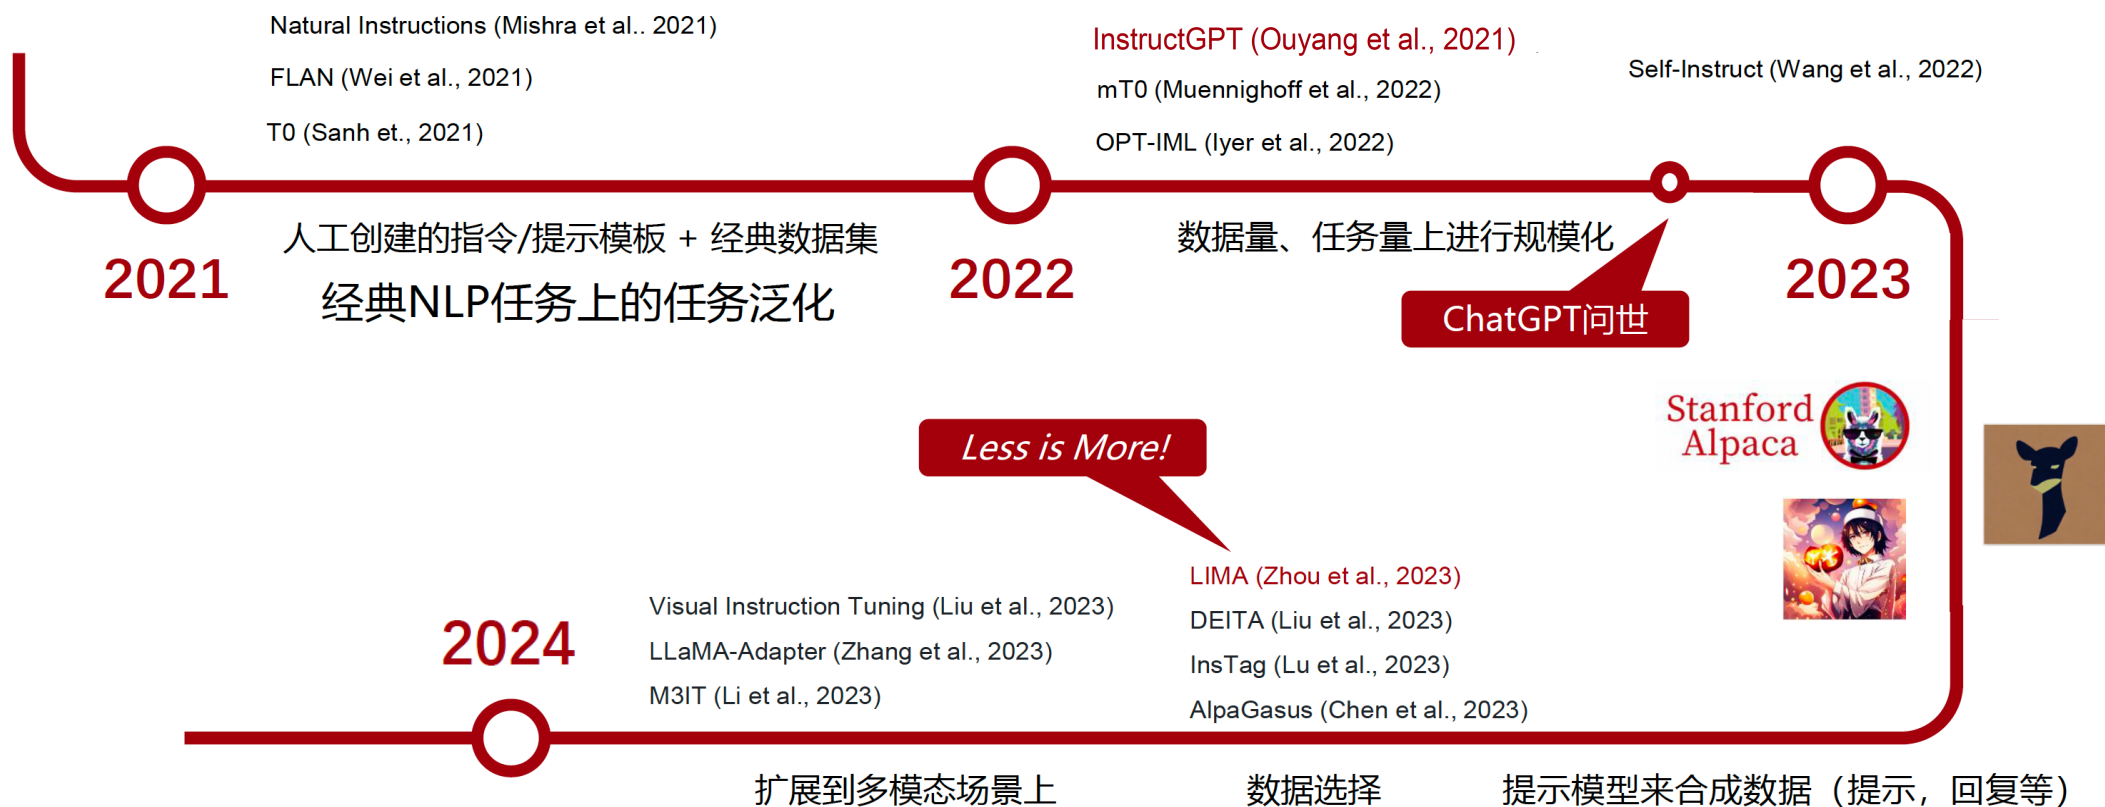 Natural Instructions (Mishra et al.. 2021)
FLAN (Wei et al., 2021)
T0 (Sanh et., 2021)
InstructGPT (Ouyang et al., 2021)
mT0 (Muennighoff et al., 2022)
OPT-IML (Iyer et al., 2022)
Self-Instruct (Wang et al., 2022)
人工创建的指令/提示模板 + 经典数据集
经典NLP任务上的任务泛化
数据量、任务量上进行规模化
2021
2022
2023
ChatGPT问世
Stanford
Alpaca
Less is More!
LIMA (Zhou et al., 2023)
DEITA (Liu et al., 2023)
InsTag (Lu et al., 2023)
AlpaGasus (Chen et al., 2023)
Visual Instruction Tuning (Liu et al., 2023)
LLaMA-Adapter (Zhang et al., 2023)
M3IT (Li et al., 2023)
2024
扩展到多模态场景上
数据选择
提示模型来合成数据（提示，回复等）